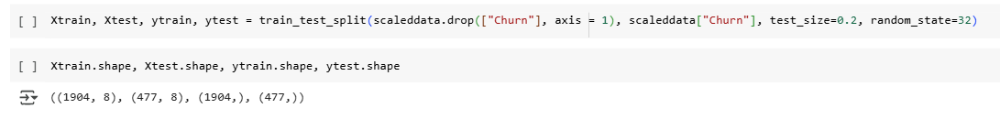 [ ] Xtrain, Xtest, ytrain, ytest = train_test_split(scaleddata.drop(["Churn"], axis = 1), scaleddata["Churn"], test_size=0.2, random_state=32)
[ ] Xtrain.shape, Xtest.shape, ytrain.shape, ytest.shape
((1904, 8), (477, 8), (1904,), (477,))